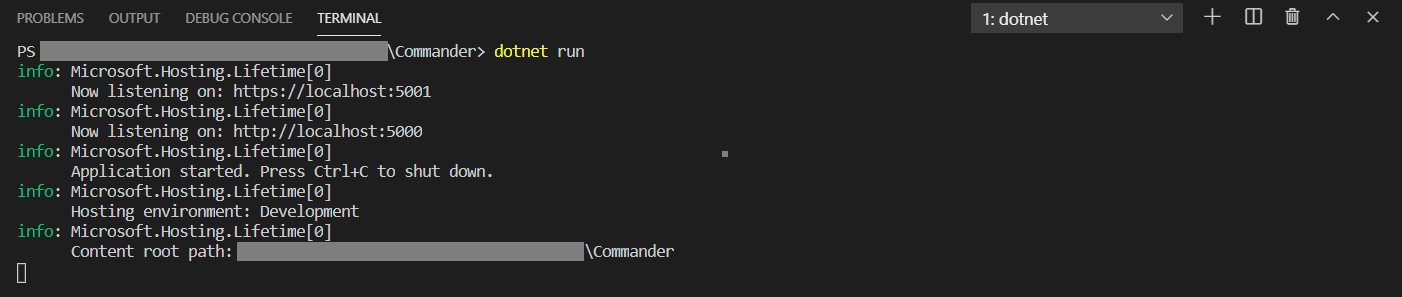 PROBLEMS OUTPUT DEBUG CONSOLE TERMINAL 1: dotnet
PS \Commander> dotnet run
info: Microsoft.Hosting.Lifetime[0]
Now listening on: https://localhost:5001
info: Microsoft.Hosting.Lifetime[0]
Now listening on: http://localhost:5000
info: Microsoft.Hosting.Lifetime[0]
Application started. Press Ctrl+C to shut down.
info: Microsoft.Hosting.Lifetime[0]
Hosting environment: Development
info: Microsoft.Hosting.Lifetime[0]
Content root path: \Commander